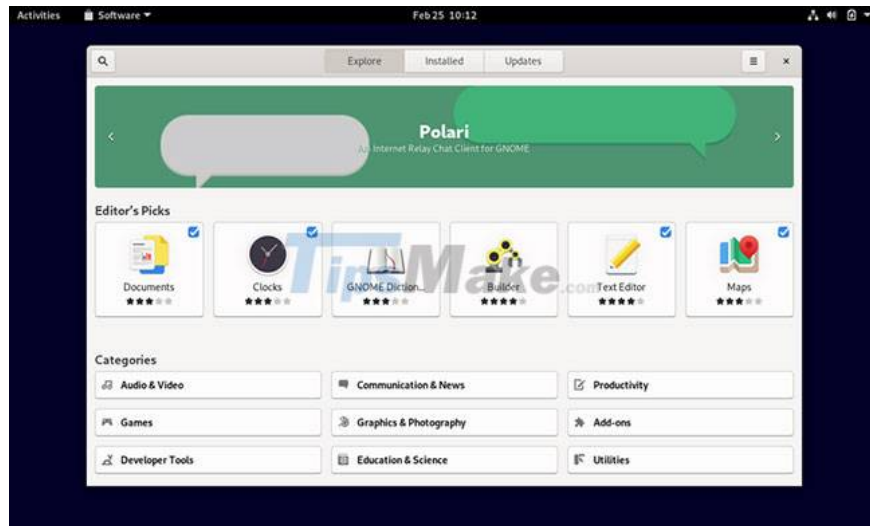 Activities Software Feb 25 10:12
Explore Installed Updates
Polari
An Internet Relay Chat Client for GNOME
Editor's Picks
Documents Clocks GNOME Diction... Builder Text Editor Maps
TipsMake.com
Categories
Audio & Video Communication & News Productivity
Games Graphics & Photography Add-ons
Developer Tools Education & Science Utilities